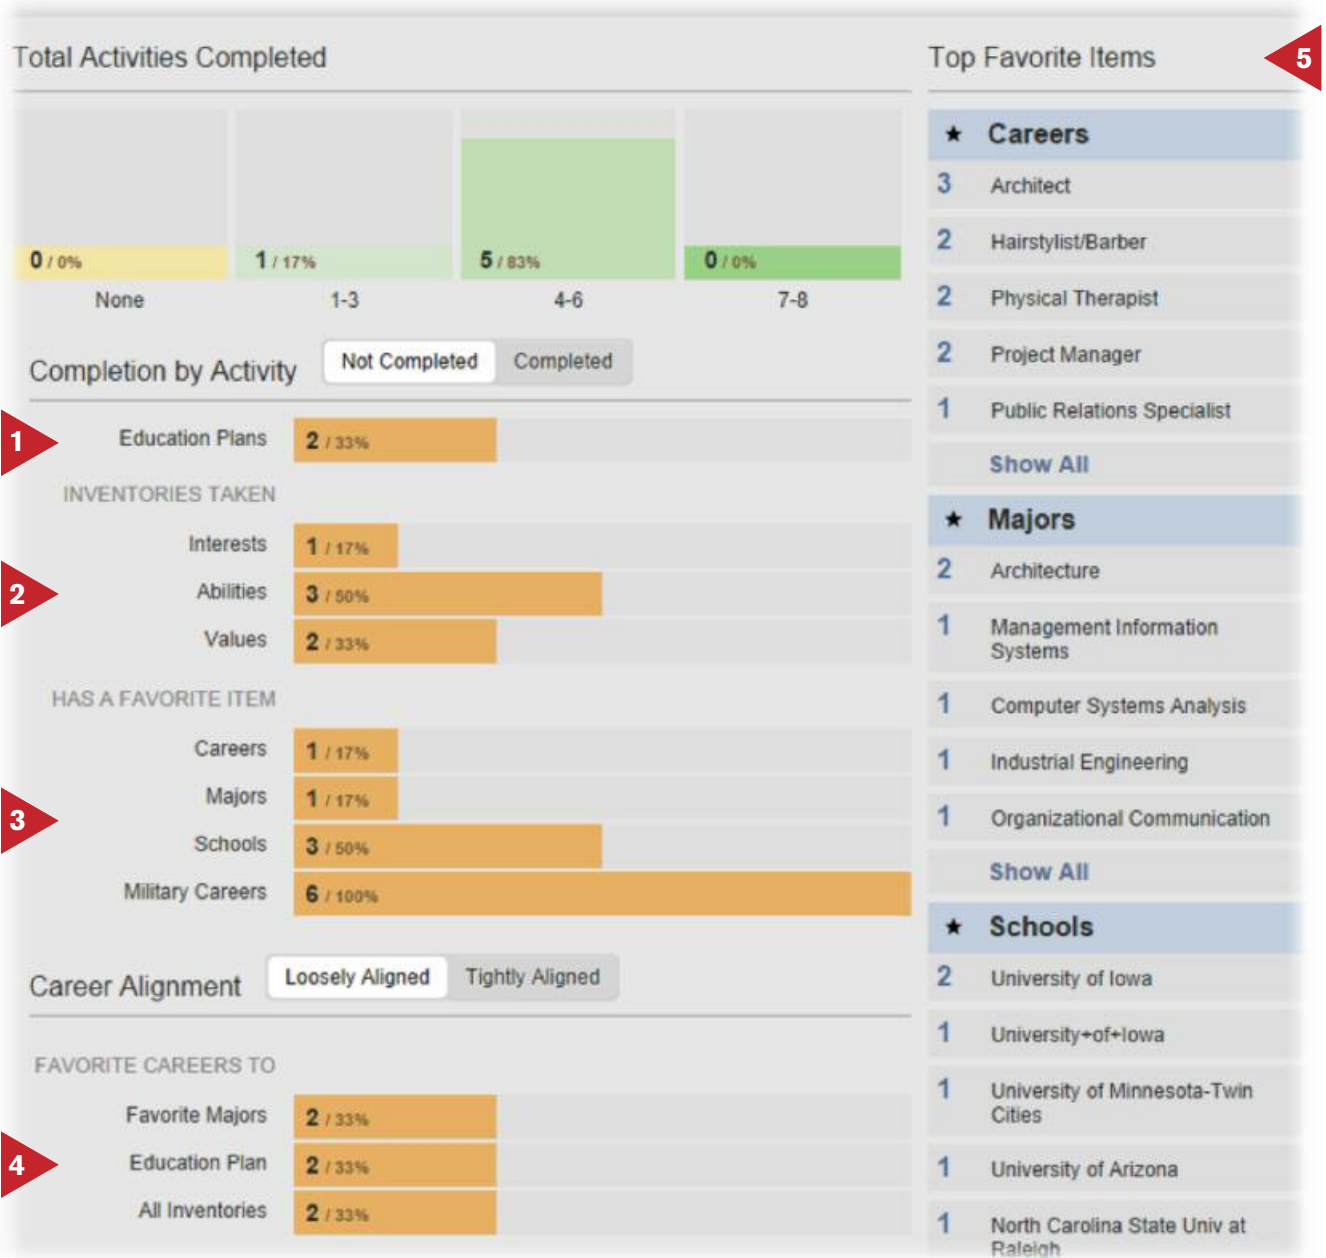 Total Activities Completed
0 / 0%
1 / 17%
5 / 83%
0 / 0%
None
1-3
4-6
7-8
Completion by Activity
Not Completed
Completed
1
Education Plans
2 / 33%
INVENTORIES TAKEN
Interests
1 / 17%
2
Abilities
3 / 50%
Values
2 / 33%
HAS A FAVORITE ITEM
Careers
1 / 17%
Majors
1 / 17%
3
Schools
3 / 50%
Military Careers
6 / 100%
Career Alignment
Loosely Aligned
Tightly Aligned
FAVORITE CAREERS TO
Favorite Majors
2 / 33%
4
Education Plan
2 / 33%
All Inventories
2 / 33%
Top Favorite Items
5
★ Careers
3 Architect
2 Hairstylist/Barber
2 Physical Therapist
2 Project Manager
1 Public Relations Specialist
Show All
★ Majors
2 Architecture
1 Management Information
Systems
1 Computer Systems Analysis
1 Industrial Engineering
1 Organizational Communication
Show All
★ Schools
2 University of Iowa
1 University+of+Iowa
1 University of Minnesota-Twin
Cities
1 University of Arizona
1 North Carolina State Univ at
Raleigh